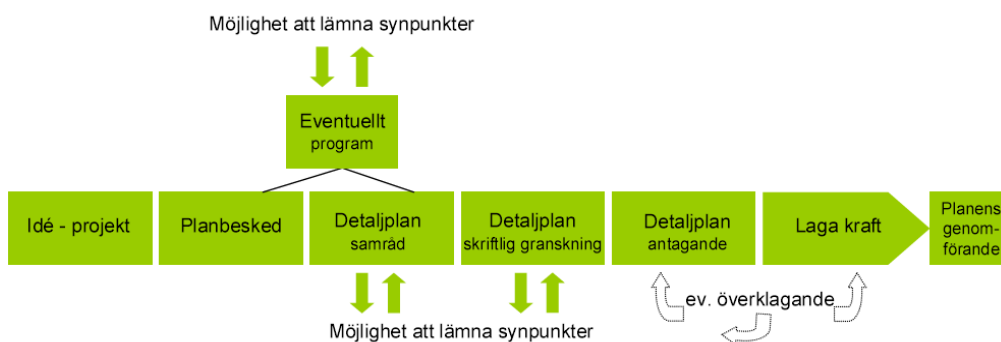 Möjlighet att lämna synpunkter
Eventuellt
program
Idé - projekt
Planbesked
Detaljplan
samråd
Detaljplan
skriftlig granskning
Detaljplan
antagande
Laga kraft
Planens
genom-
förande
ev. överklagande
Möjlighet att lämna synpunkter